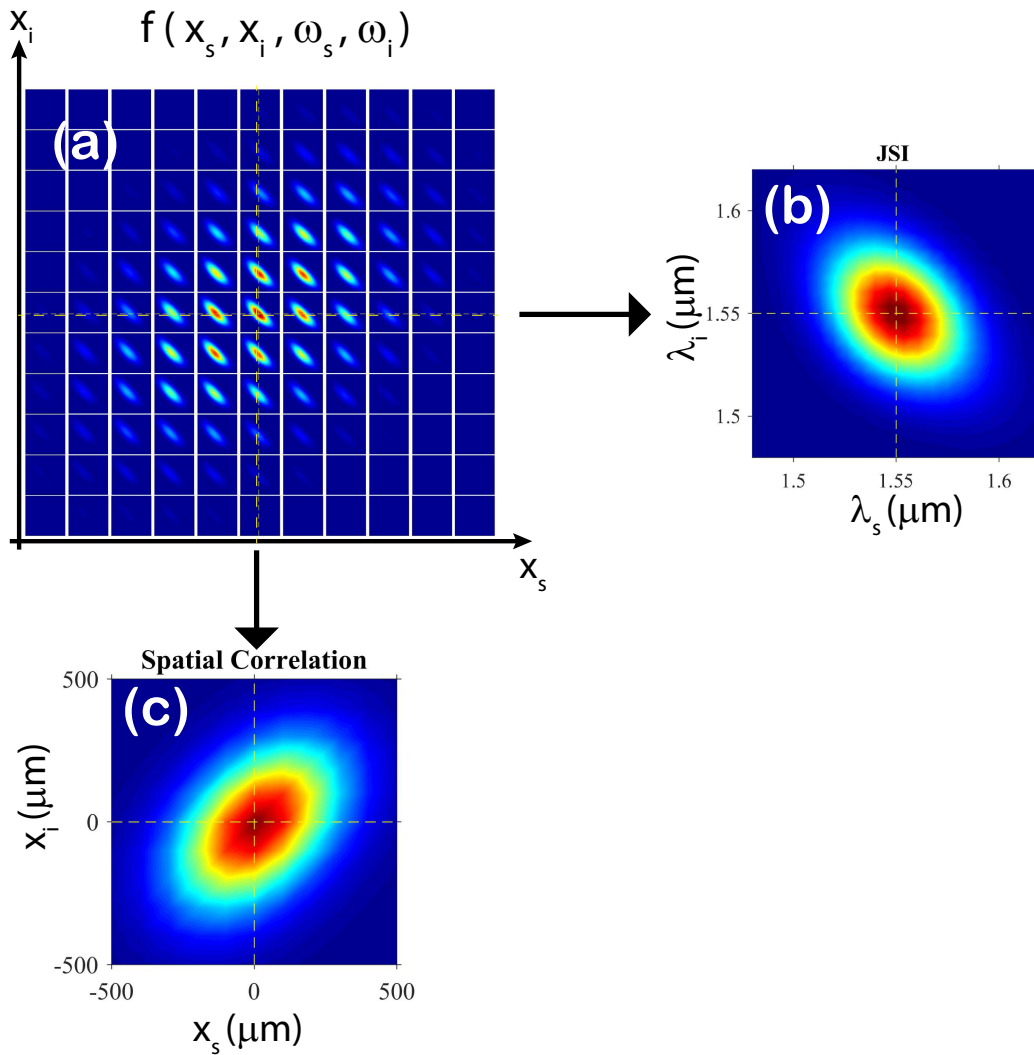 f ( x_s, x_i, ω_s, ω_i)
x_i
(a)
x_s
JSI
(b)
1.6
1.55
1.5
λ_i (μm)
1.5
1.55
1.6
λ_s (μm)
Spatial Correlation
(c)
500
0
-500
x_i (μm)
-500
0
500
x_s (μm)